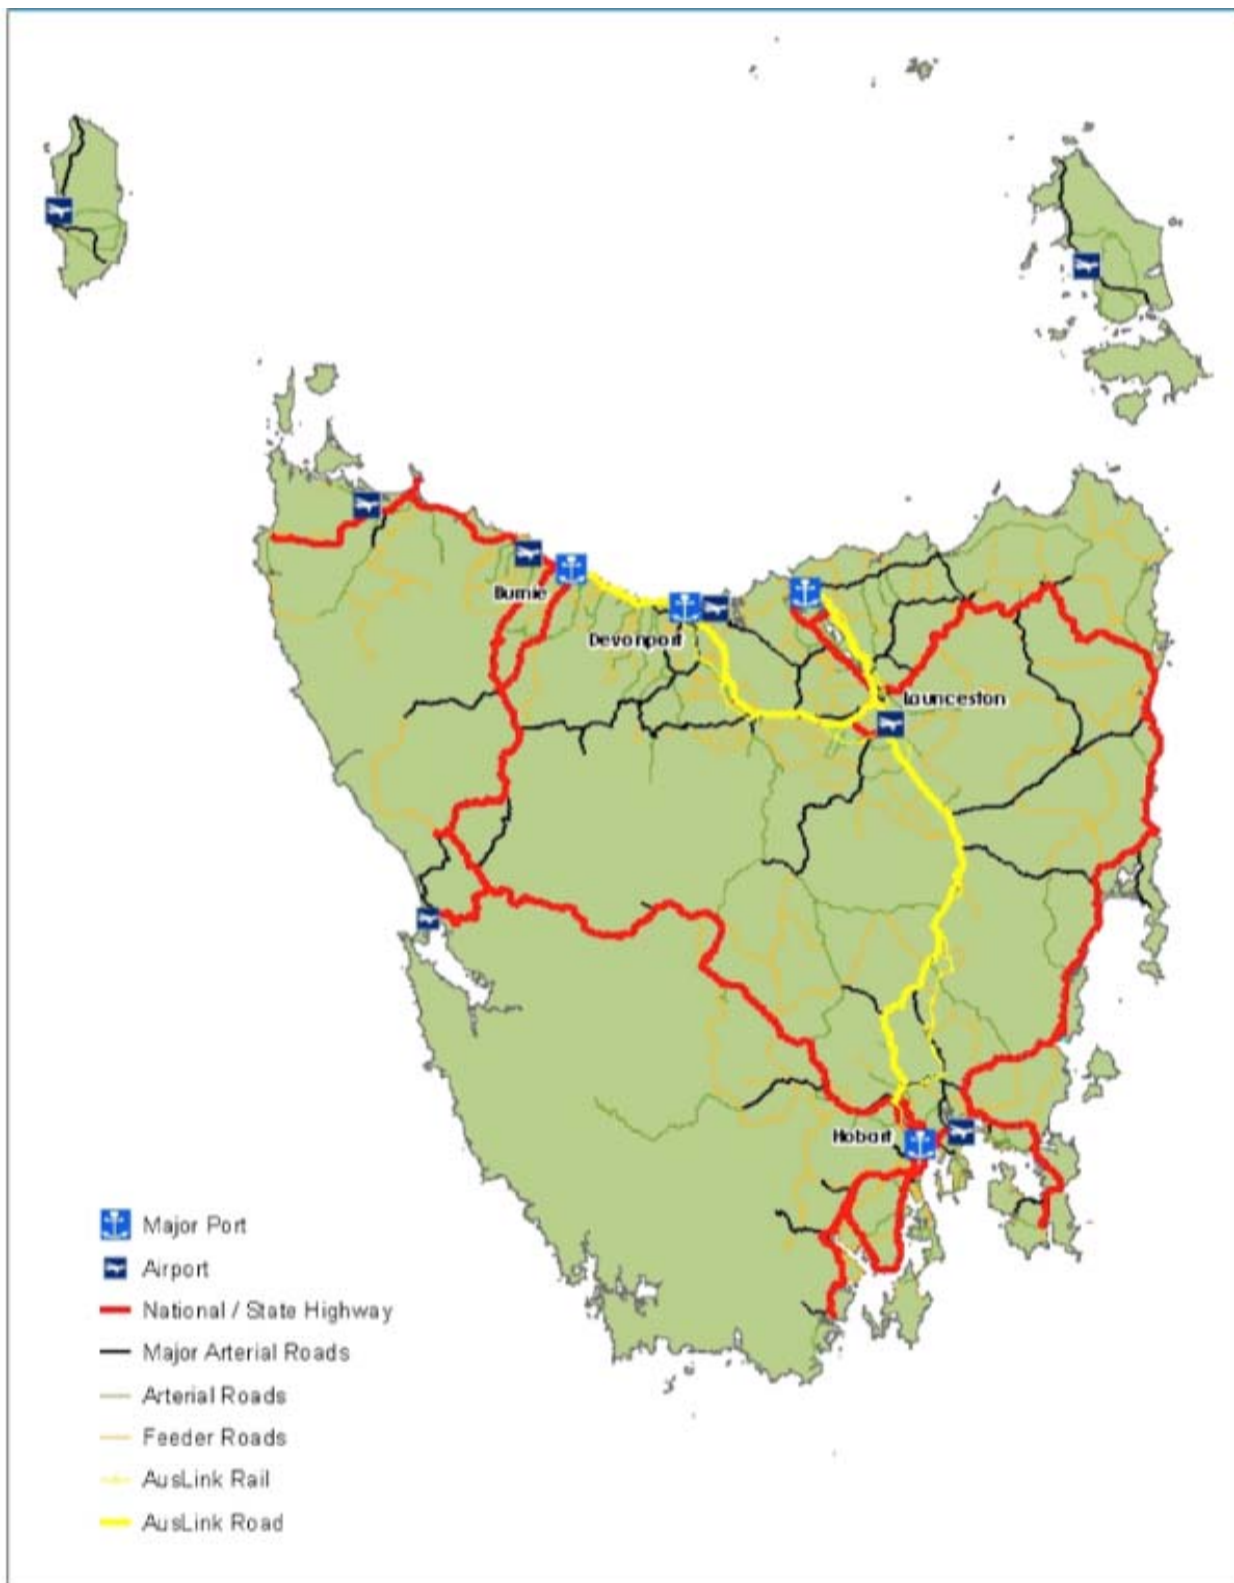 Burnie
Devonport
Launceston
Hobart
Major Port
Airport
National / State Highway
Major Arterial Roads
Arterial Roads
Feeder Roads
AusLink Rail
AusLink Road